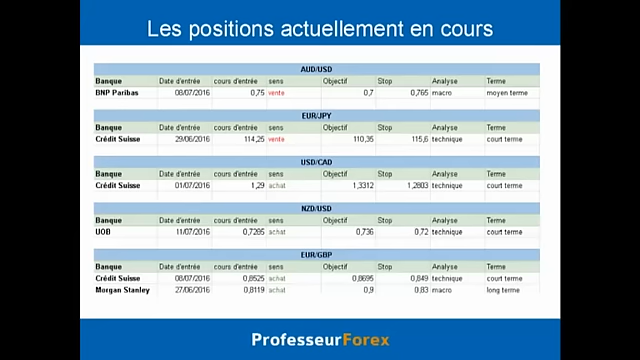 Les positions actuellement en cours
AUD/USD
Banque Date d'entrée cours d'entrée sens Objectif Stop Analyse Terme
BNP Paribas 08/07/2016 0,75 vente 0,7 0,765 macro moyen terme
EUR/JPY
Banque Date d'entrée cours d'entrée sens Objectif Stop Analyse Terme
Crédit Suisse 29/06/2016 114,25 vente 110,35 115,6 technique court terme
USD/CAD
Banque Date d'entrée cours d'entrée sens Objectif Stop Analyse Terme
Crédit Suisse 01/07/2016 1,29 achat 1,3312 1,2803 technique court terme
NZD/USD
Banque Date d'entrée cours d'entrée sens Objectif Stop Analyse Terme
UOB 11/07/2016 0,7285 achat 0,736 0,72 technique court terme
EUR/GBP
Banque Date d'entrée cours d'entrée sens Objectif Stop Analyse Terme
Crédit Suisse 08/07/2016 0,8525 achat 0,8695 0,849 technique court terme
Morgan Stanley 27/06/2016 0,8119 achat 0,9 0,83 macro long terme
ProfesseurForex